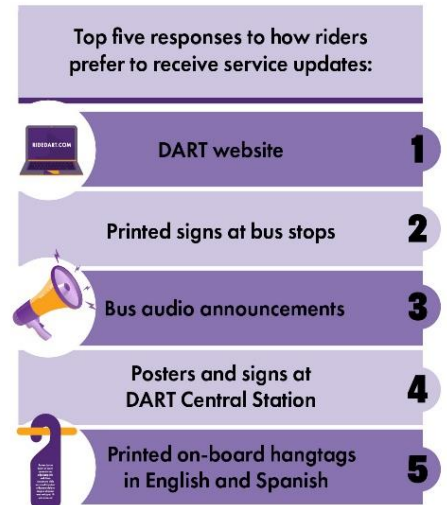 Top five responses to how riders
prefer to receive service updates:
RIDEDART.COM
DART website
1
Printed signs at bus stops
2
Bus audio announcements
3
Posters and signs at
DART Central Station
4
Printed on-board hangtags
in English and Spanish
5